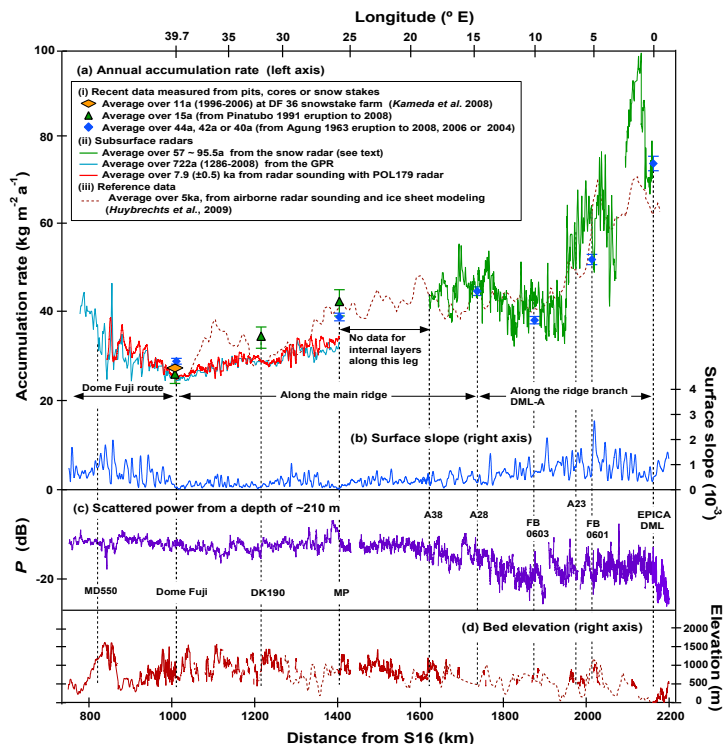 Longitude (º E)
39.7 35 32 30 25 20 18 15 10 5 0
100
80
60
40
20
0
Accumulation rate (kg m-2 a-1)
(a) Annual accumulation rate (left axis)
(i) Recent data measured from pits, cores or snow stakes
Average over 11a (1996-2006) at DF 36 snowstake farm (Kameda et al. 2008)
Average over 15a (from Pinatubo 1991 eruption to 2008)
Average over 44a, 42a or 40a (from Agung 1963 eruption to 2008, 2006 or 2004)
(ii) Subsurface radars
Average over 57 ~ 95.5a from the snow radar (see text)
Average over 722a (1286-2008) from the GPR
Average over 7.9 (±0.5) ka from radar sounding with POL179 radar
(iii) Reference data
Average over 5ka, from airborne radar sounding and ice sheet modeling
(Huybrechts et al., 2009)
No data for
internal layers
along this leg
Dome Fuji route
Along the main ridge
Along the ridge branch
DML-A
4
3
2
1
0
Surface slope (10-3)
(b) Surface slope (right axis)
(c) Scattered power from a depth of ~210 m
P (dB)
-10
-20
MD550
Dome Fuji
DK190
MP
A38
A28
FB
0603
A23
FB
0601
EPICA
DML
(d) Bed elevation (right axis)
2000
1500
1000
500
0
Elevation (m)
800 1000 1200 1400 1600 1800 2000 2200
Distance from S16 (km)